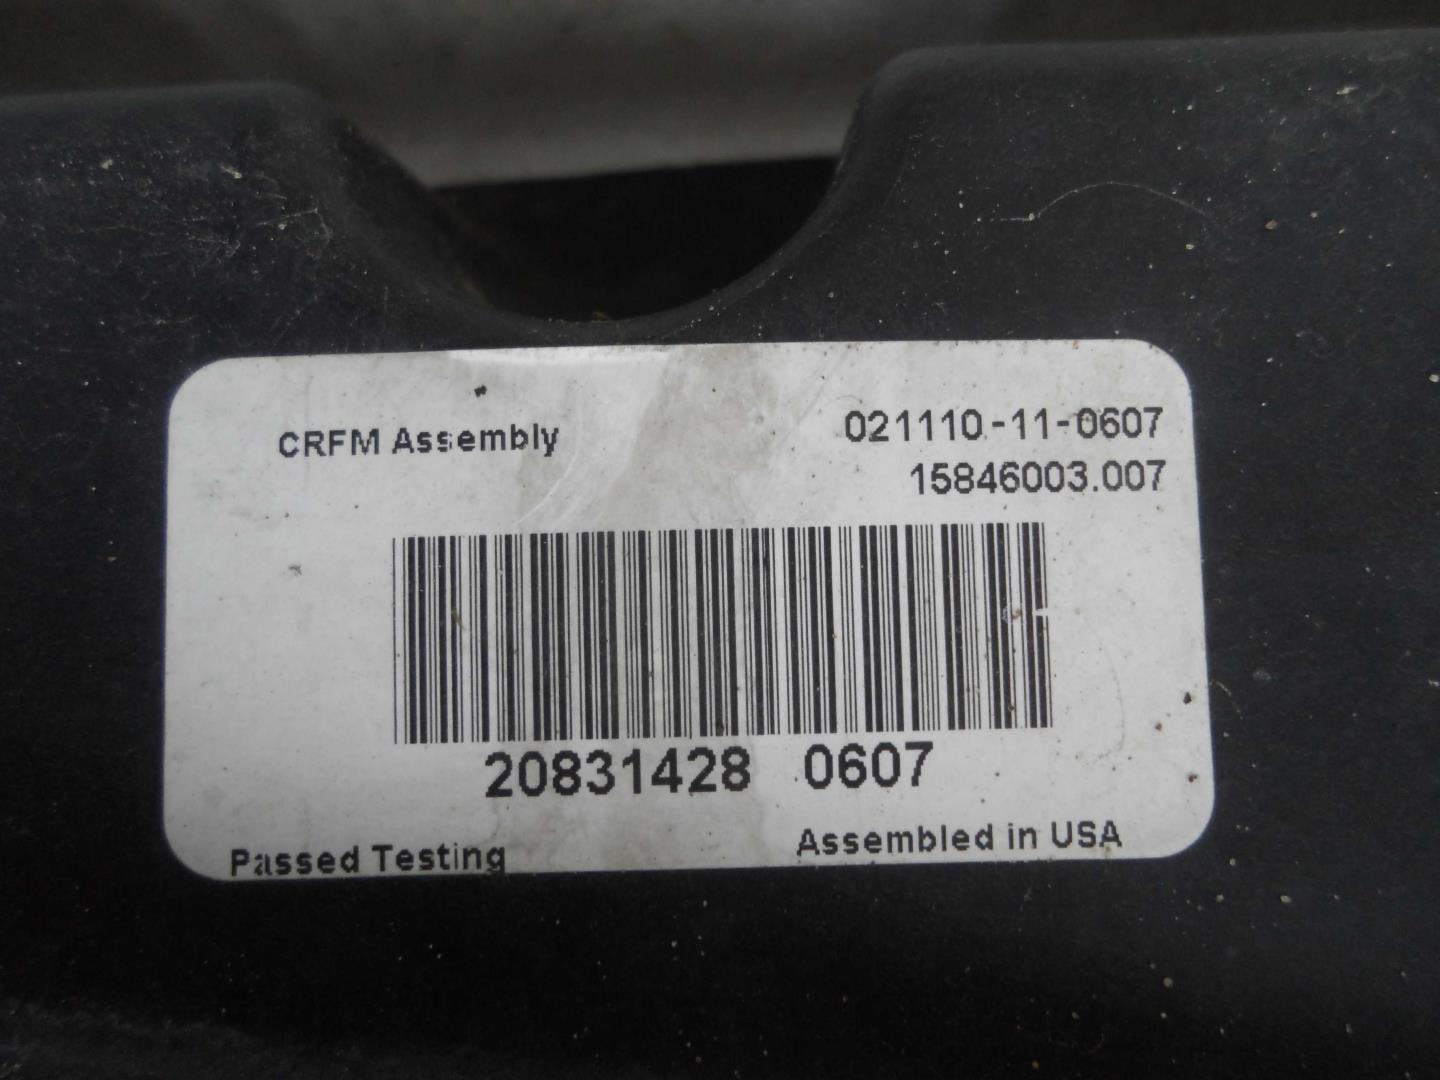 CRFM Assembly
021110-11-0607
15846003.007
20831428 0607
Passed Testing
Assembled in USA